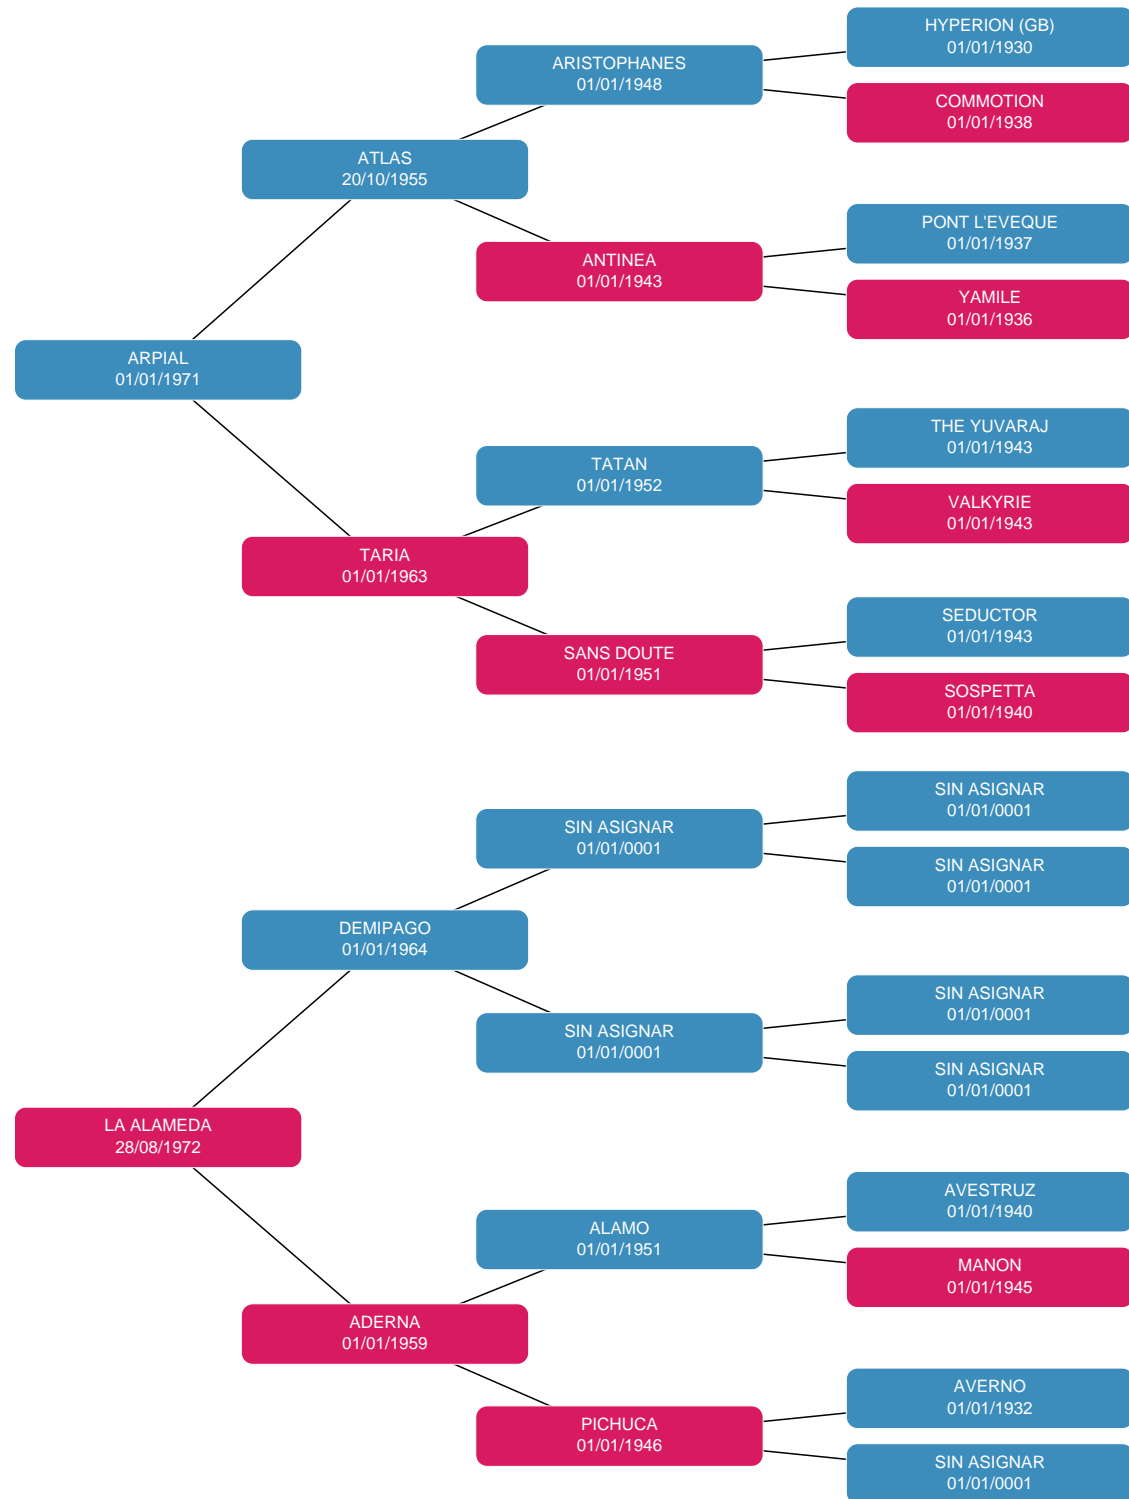 HYPERION (GB)
01/01/1930
ARISTOPHANES
01/01/1948
COMMOTION
01/01/1938
ATLAS
20/10/1955
PONT L'EVEQUE
01/01/1937
ANTINEA
01/01/1943
YAMILE
01/01/1936
ARPIAL
01/01/1971
THE YUVARAJ
01/01/1943
TATAN
01/01/1952
VALKYRIE
01/01/1943
TARIA
01/01/1963
SEDUCTOR
01/01/1943
SANS DOUTE
01/01/1951
SOSPETTA
01/01/1940
SIN ASIGNAR
01/01/0001
SIN ASIGNAR
01/01/0001
SIN ASIGNAR
01/01/0001
DEMIPAGO
01/01/1964
SIN ASIGNAR
01/01/0001
SIN ASIGNAR
01/01/0001
SIN ASIGNAR
01/01/0001
LA ALAMEDA
28/08/1972
AVESTRUZ
01/01/1940
ALAMO
01/01/1951
MANON
01/01/1945
ADERNA
01/01/1959
AVERNO
01/01/1932
PICHUCA
01/01/1946
SIN ASIGNAR
01/01/0001